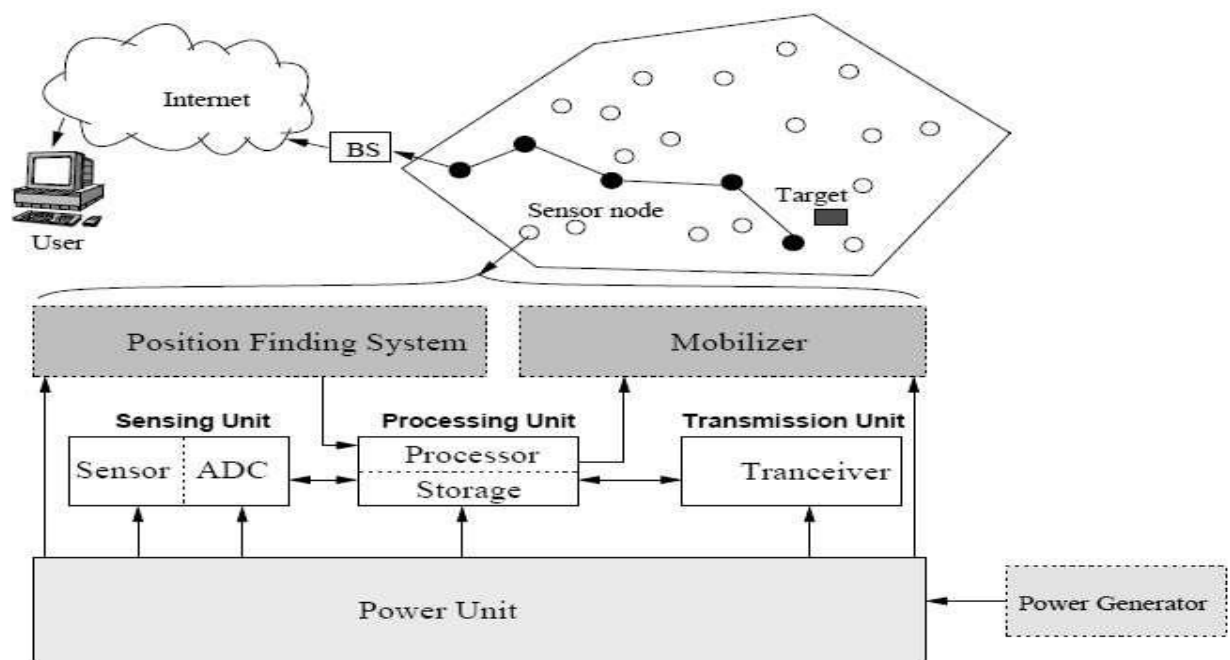 Internet
BS
Target
Sensor node
User
Position Finding System
Mobilizer
Sensing Unit
Processing Unit
Transmission Unit
Sensor
ADC
Processor
Storage
Tranceiver
Power Unit
Power Generator